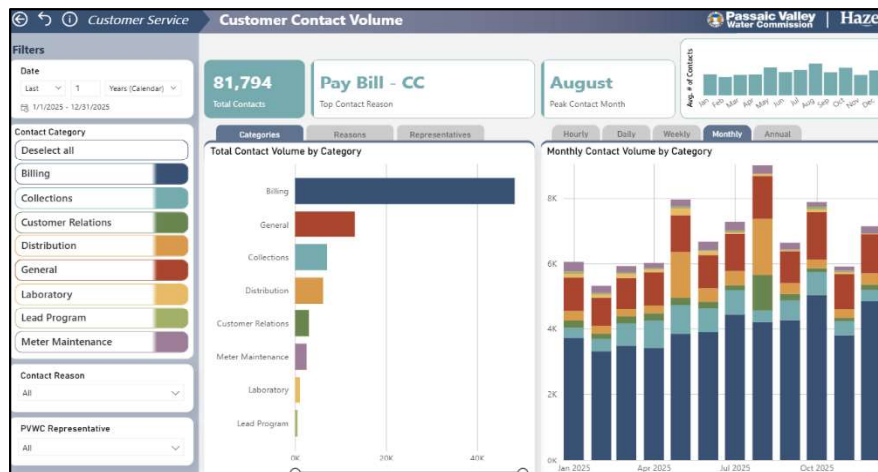 Customer Service
Customer Contact Volume
Passaic Valley
Water Commission
Haze
Filters
Date
Last
1
Years (Calendar)
1/1/2025 - 12/31/2025
Contact Category
Deselect all
Billing
Collections
Customer Relations
Distribution
General
Laboratory
Lead Program
Meter Maintenance
Contact Reason
All
PVWC Representative
All
81,794
Total Contacts
Pay Bill - CC
Top Contact Reason
August
Peak Contact Month
Avg. # of Contacts
Jan Feb Mar Apr May Jun Jul Aug Sep Oct Nov Dec
Categories
Reasons
Representatives
Total Contact Volume by Category
Billing
General
Collections
Distribution
Customer Relations
Meter Maintenance
Laboratory
Lead Program
0K 20K 40K
Hourly
Daily
Weekly
Monthly
Annual
Monthly Contact Volume by Category
8K
6K
4K
2K
0K
Jan 2025 Apr 2025 Jul 2025 Oct 2025